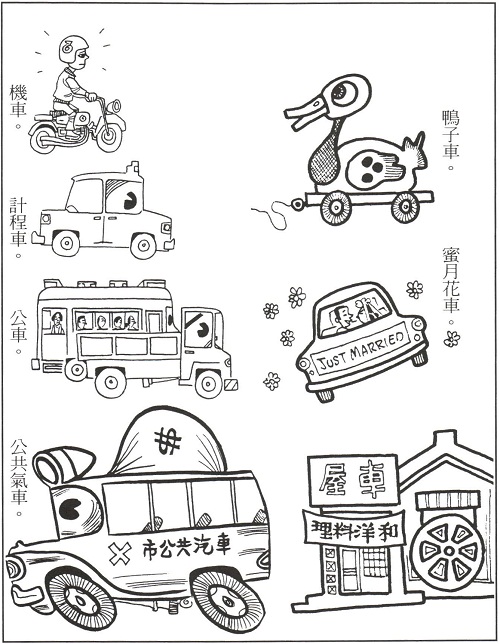 機車。
計程車。
公車。
公共氣車。
$
╳市公共汽車
鴨子車。
蜜月花車。
JUST MARRIED
車屋
和洋料理